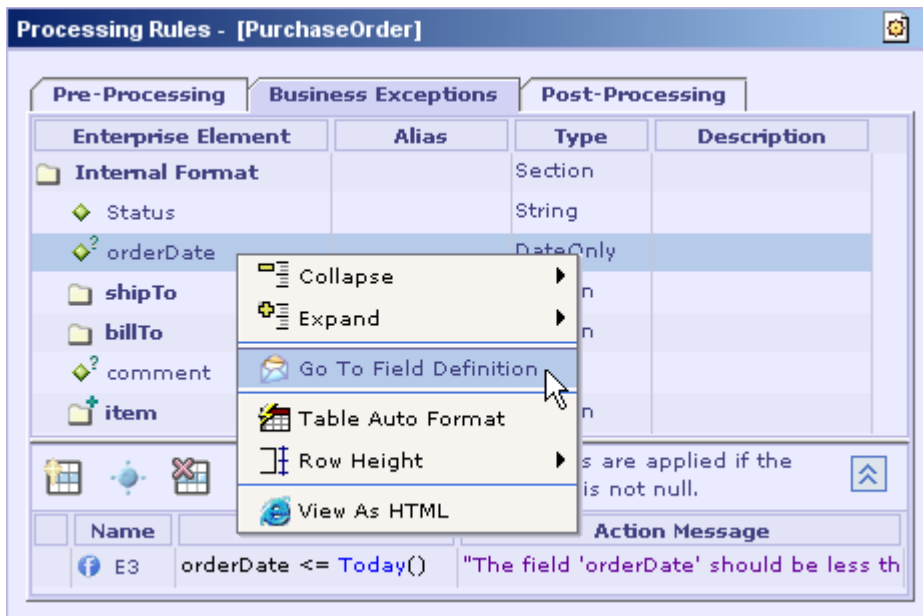 Processing Rules - [PurchaseOrder]
Pre-Processing Business Exceptions Post-Processing
Enterprise Element Alias Type Description
Internal Format Section
Status String
orderDate DateOnly
shipTo n
billTo n
comment
item n
Collapse
Expand
Go To Field Definition
Table Auto Format
Row Height
View As HTML
s are applied if the
is not null.
Name Action Message
E3 orderDate <= Today() "The field 'orderDate' should be less th